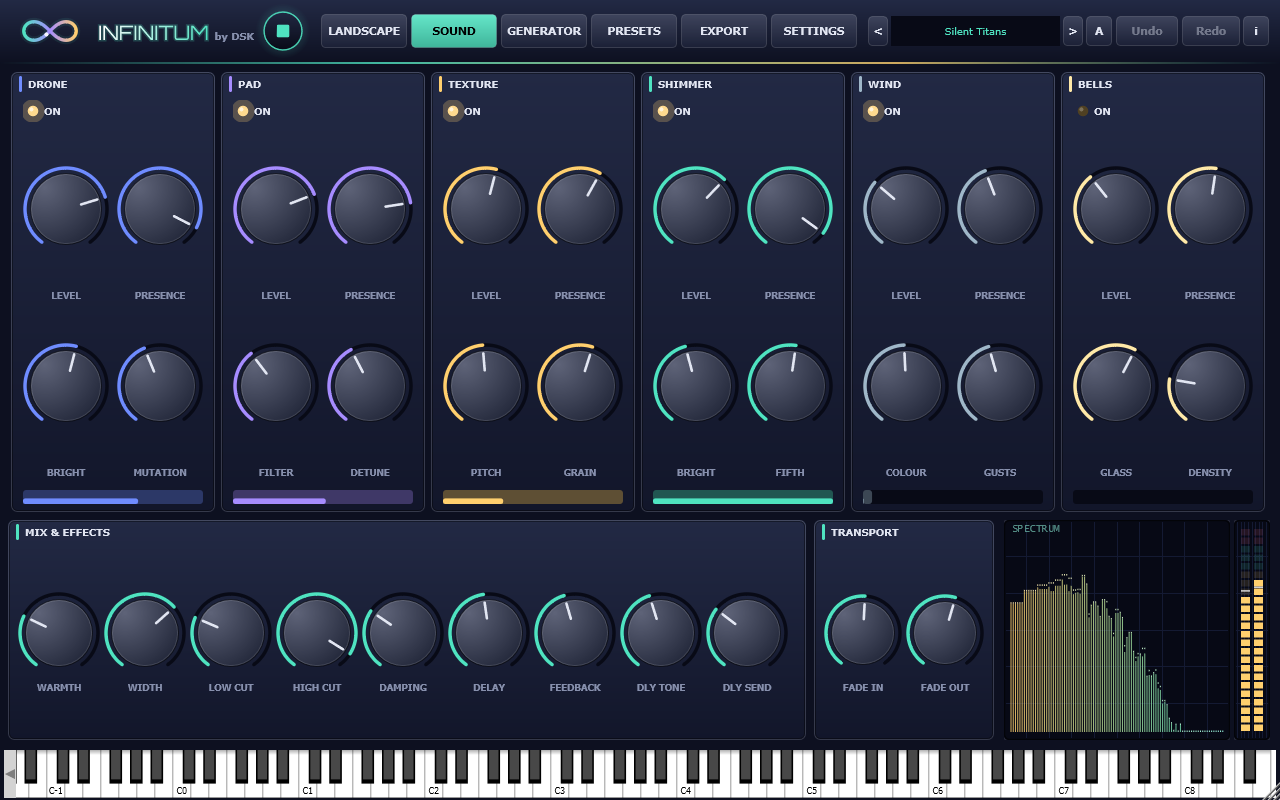 INFINITUM by DSK
LANDSCAPE SOUND GENERATOR PRESETS EXPORT SETTINGS < Silent Titans > A Undo Redo i
DRONE PAD TEXTURE SHIMMER WIND BELLS
ON ON ON ON ON ON
LEVEL PRESENCE LEVEL PRESENCE LEVEL PRESENCE LEVEL PRESENCE LEVEL PRESENCE LEVEL PRESENCE
BRIGHT MUTATION FILTER DETUNE PITCH GRAIN BRIGHT FIFTH COLOUR GUSTS GLASS DENSITY
MIX & EFFECTS TRANSPORT SPECTRUM
WARMTH WIDTH LOW CUT HIGH CUT DAMPING DELAY FEEDBACK DLY TONE DLY SEND FADE IN FADE OUT
C-1 C0 C1 C2 C3 C4 C5 C6 C7 C8